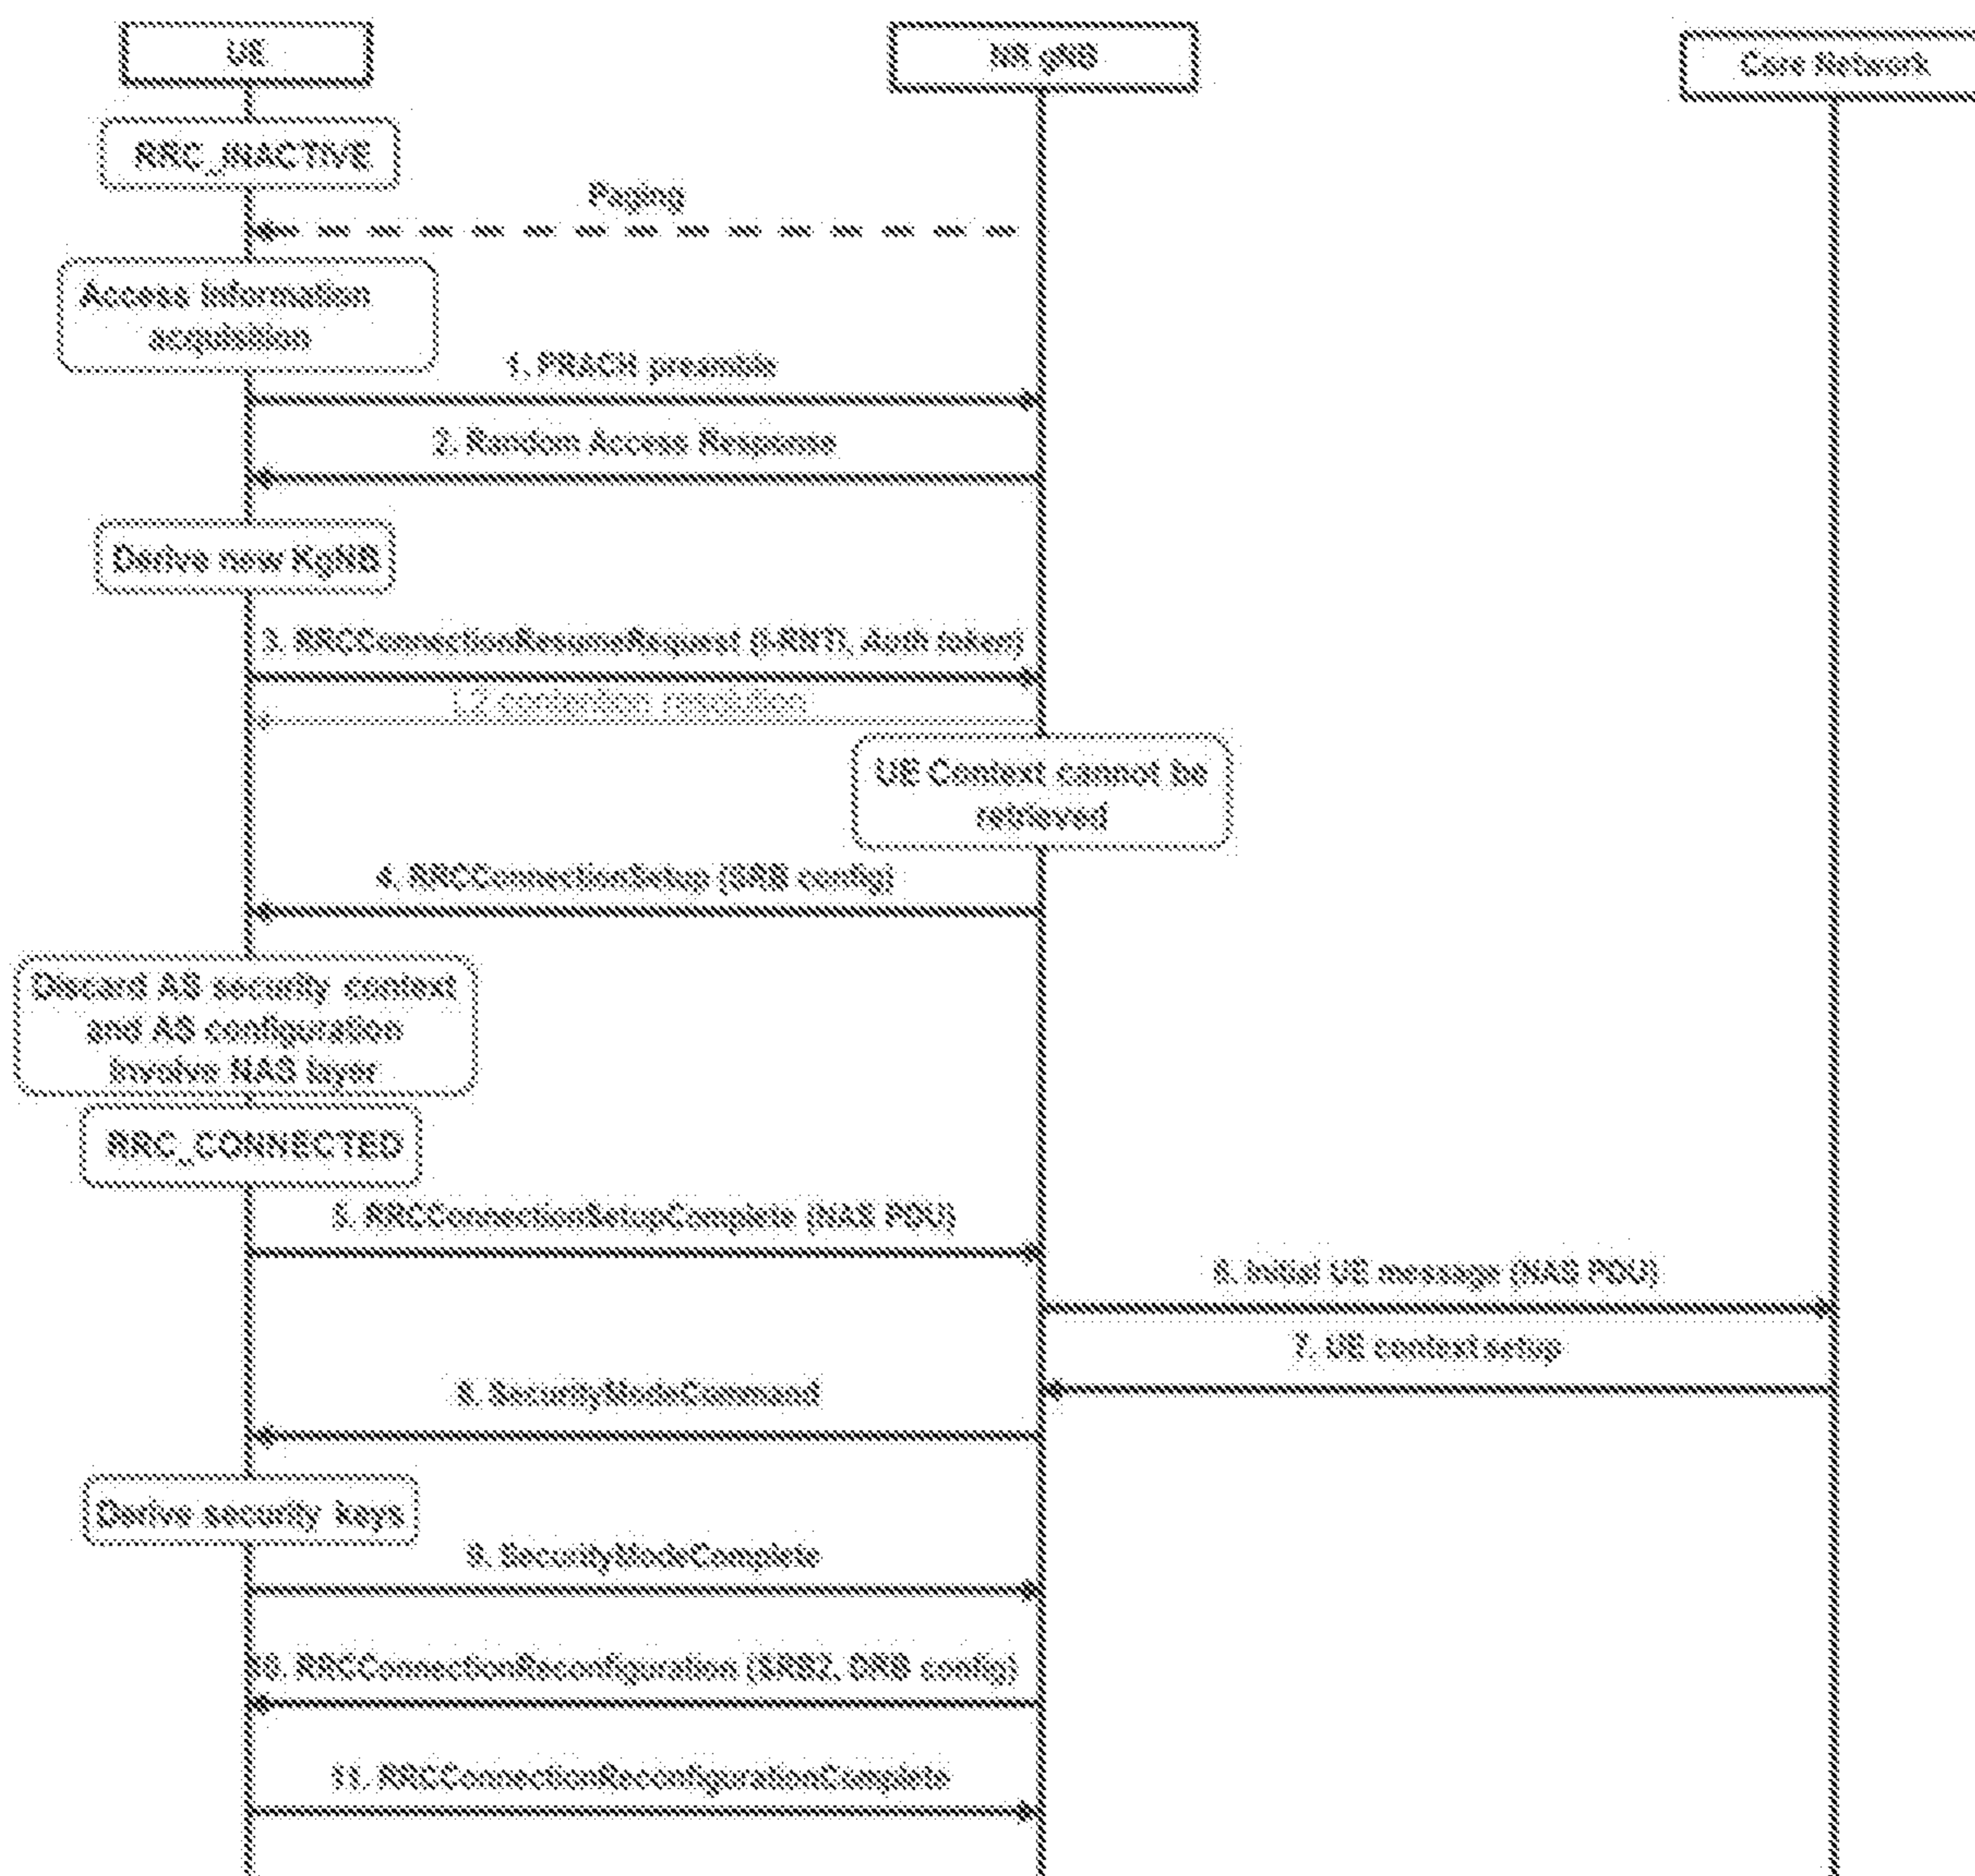 UE
NR gNB
Core Network
RRC_INACTIVE
Paging
Access information
acquisition
1. PRACH preamble
2. Random Access Response
Derive new KgNB
3. RRCConnectionResumeRequest (I-RNTI, Auth token)
contention resolution
UE Context cannot be
retrieved
4. RRCConnectionSetup (SRB config)
Discard AS security context
and AS configuration
involve NAS layer
RRC_CONNECTED
5. RRCConnectionSetupComplete (NAS PDU)
6. Initial UE message (NAS PDU)
7. UE context setup
8. SecurityModeCommand
Derive security keys
9. SecurityModeComplete
10. RRCConnectionReconfiguration (SRB2, DRB config)
11. RRCConnectionReconfigurationComplete